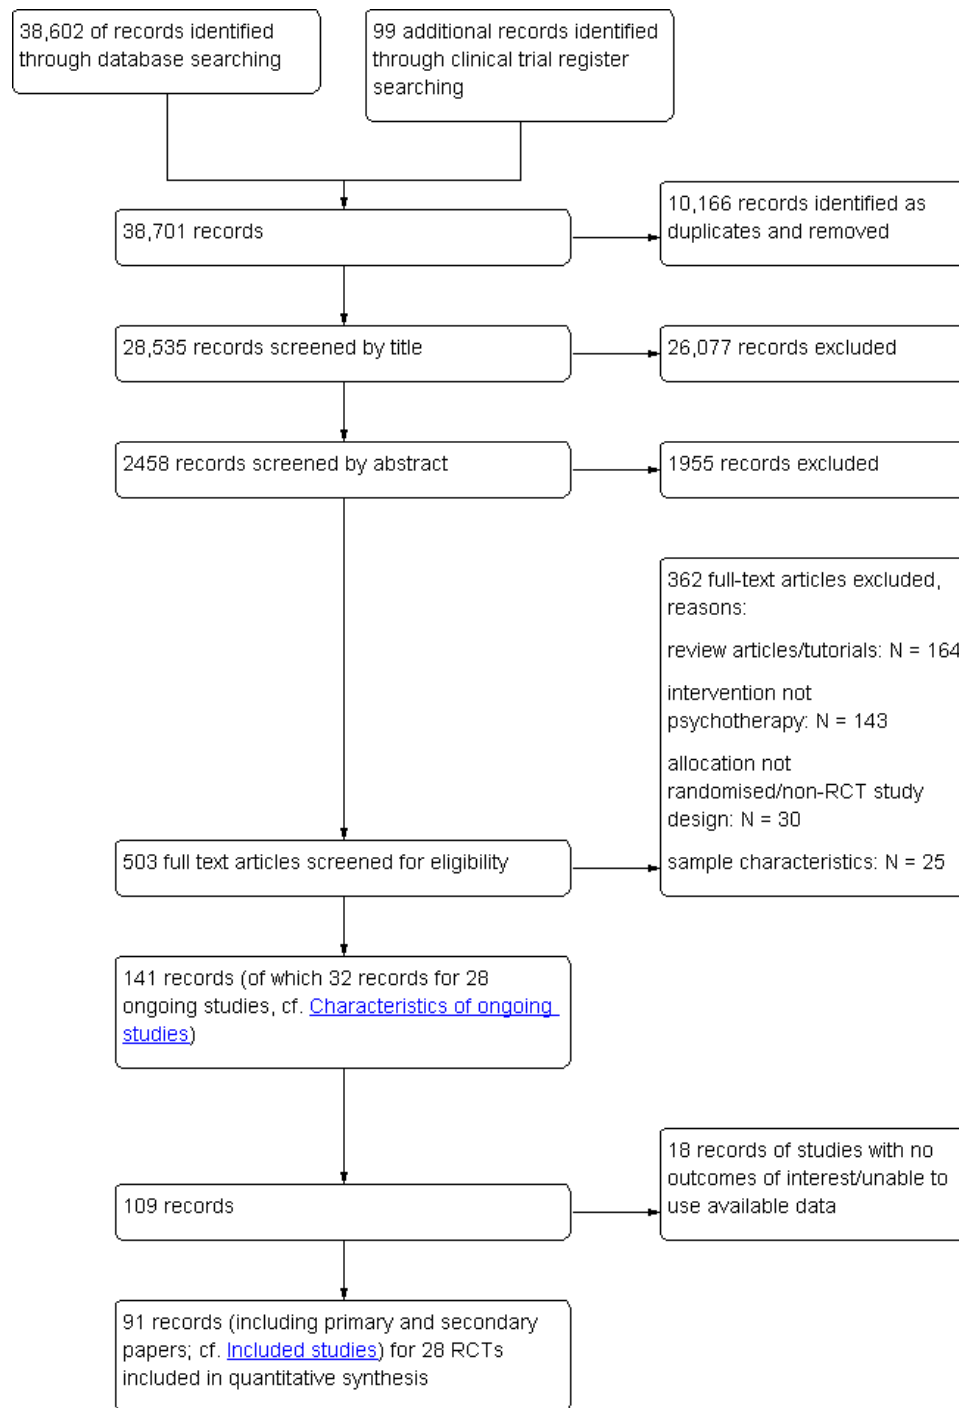 38,602 of records identified
through database searching
99 additional records identified
through clinical trial register
searching
38,701 records
10,166 records identified as
duplicates and removed
28,535 records screened by title
26,077 records excluded
2458 records screened by abstract
1955 records excluded
362 full-text articles excluded,
reasons:
review articles/tutorials: N = 164
intervention not
psychotherapy: N = 143
allocation not
randomised/non-RCT study
design: N = 30
sample characteristics: N = 25
503 full text articles screened for eligibility
141 records (of which 32 records for 28
ongoing studies, cf. Characteristics of ongoing
studies)
18 records of studies with no
outcomes of interest/unable to
use available data
109 records
91 records (including primary and secondary
papers; cf. Included studies) for 28 RCTs
included in quantitative synthesis